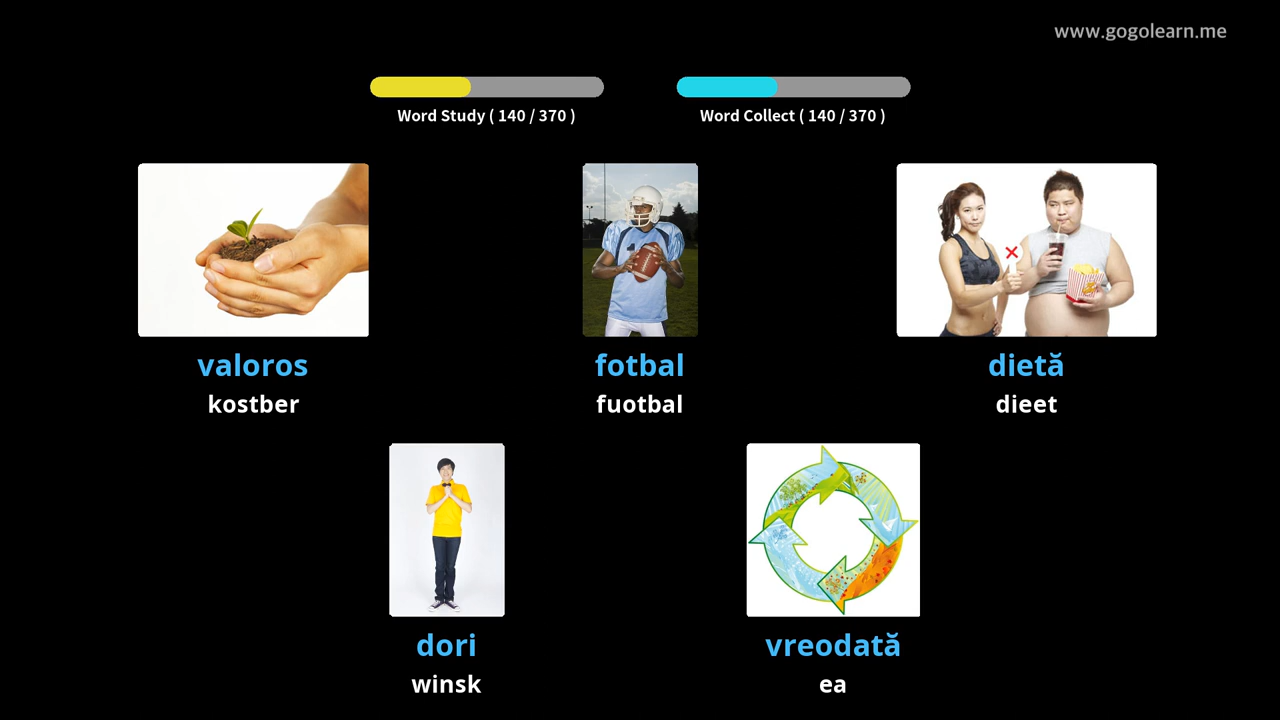 www.gogolearn.me
Word Study ( 140 / 370 )
Word Collect ( 140 / 370 )
valoros
kostber
fotbal
fuotbal
dietă
dieet
dori
winsk
vreodată
ea